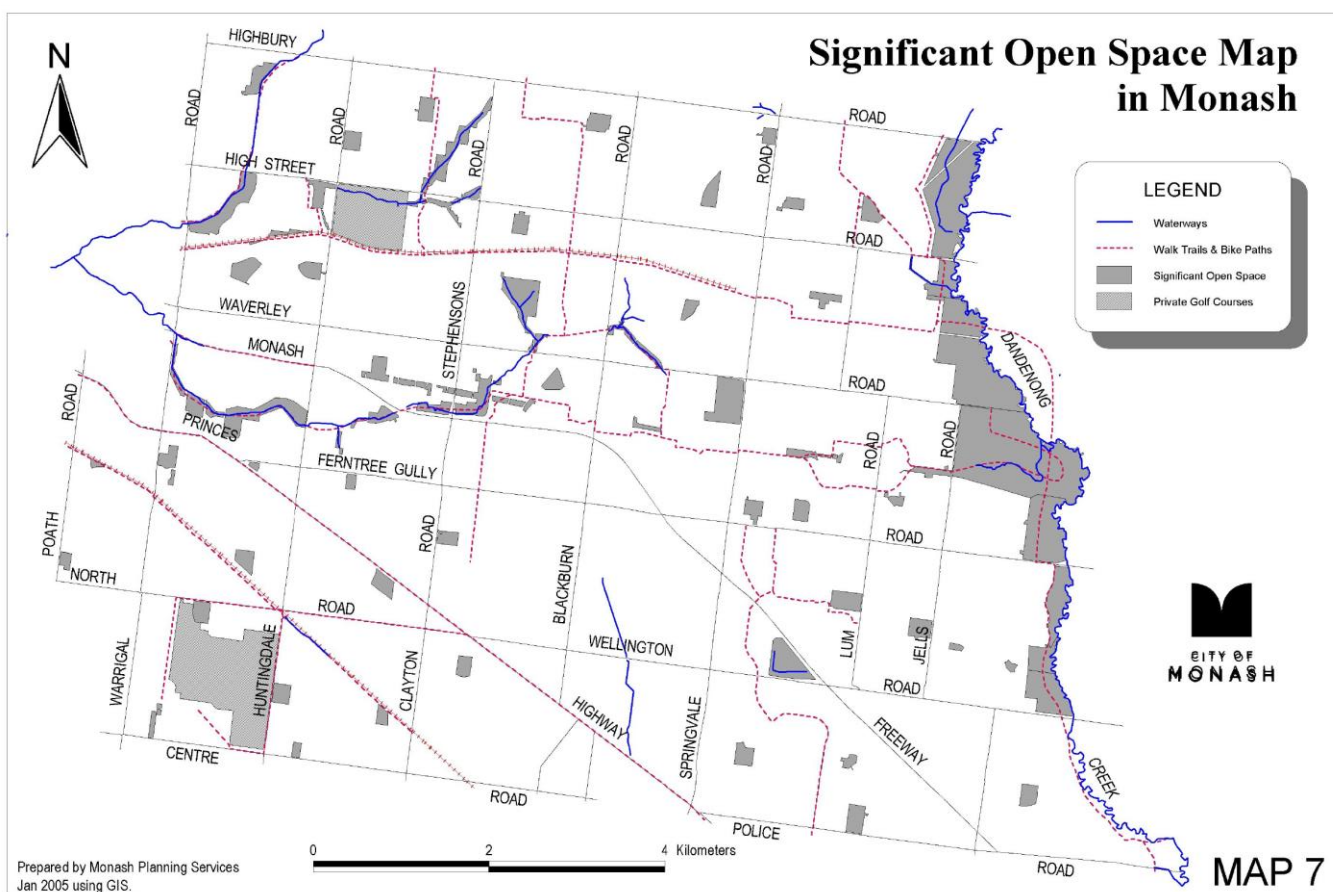 Significant Open Space Map
in Monash
N
HIGHBURY
ROAD
ROAD
ROAD
ROAD
ROAD
ROAD
ROAD
HIGH STREET
ROAD
LEGEND
Waterways
Walk Trails & Bike Paths
Significant Open Space
Private Golf Courses
WAVERLEY
MONASH
STEPHENSONS
ROAD
DANDENONG
ROAD
PRINCES
FERNTREE GULLY
ROAD
ROAD
ROAD
ROAD
POATH
NORTH
ROAD
BLACKBURN
WELLINGTON
LUM
JELLS
ROAD
CITY OF
MONASH
WARRIGAL
HUNTINGDALE
CLAYTON
HIGHWAY
SPRINGVALE
FREEWAY
CREEK
CENTRE
ROAD
POLICE
ROAD
0 2 4 Kilometers
Prepared by Monash Planning Services
Jan 2005 using GIS.
MAP 7